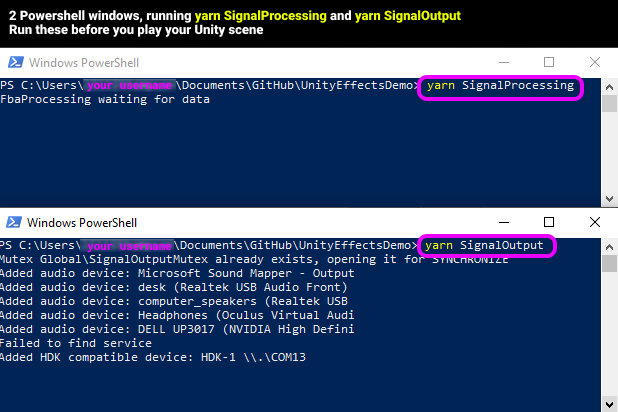 2 Powershell windows, running yarn SignalProcessing and yarn SignalOutput
Run these before you play your Unity scene
Windows PowerShell
PS C:\Users\your username\Documents\GitHub\UnityEffectsDemo> yarn SignalProcessing
FbaProcessing waiting for data
Windows PowerShell
PS C:\Users\your username\Documents\GitHub\UnityEffectsDemo> yarn SignalOutput
Mutex Global\SignalOutputMutex already exists, opening it for SYNCHRONIZE
Added audio device: Microsoft Sound Mapper - Output
Added audio device: desk (Realtek USB Audio Front)
Added audio device: computer_speakers (Realtek USB
Added audio device: Headphones (Oculus Virtual Audi
Added audio device: DELL UP3017 (NVIDIA High Defini
Failed to find service
Added HDK compatible device: HDK-1 \\.\COM13